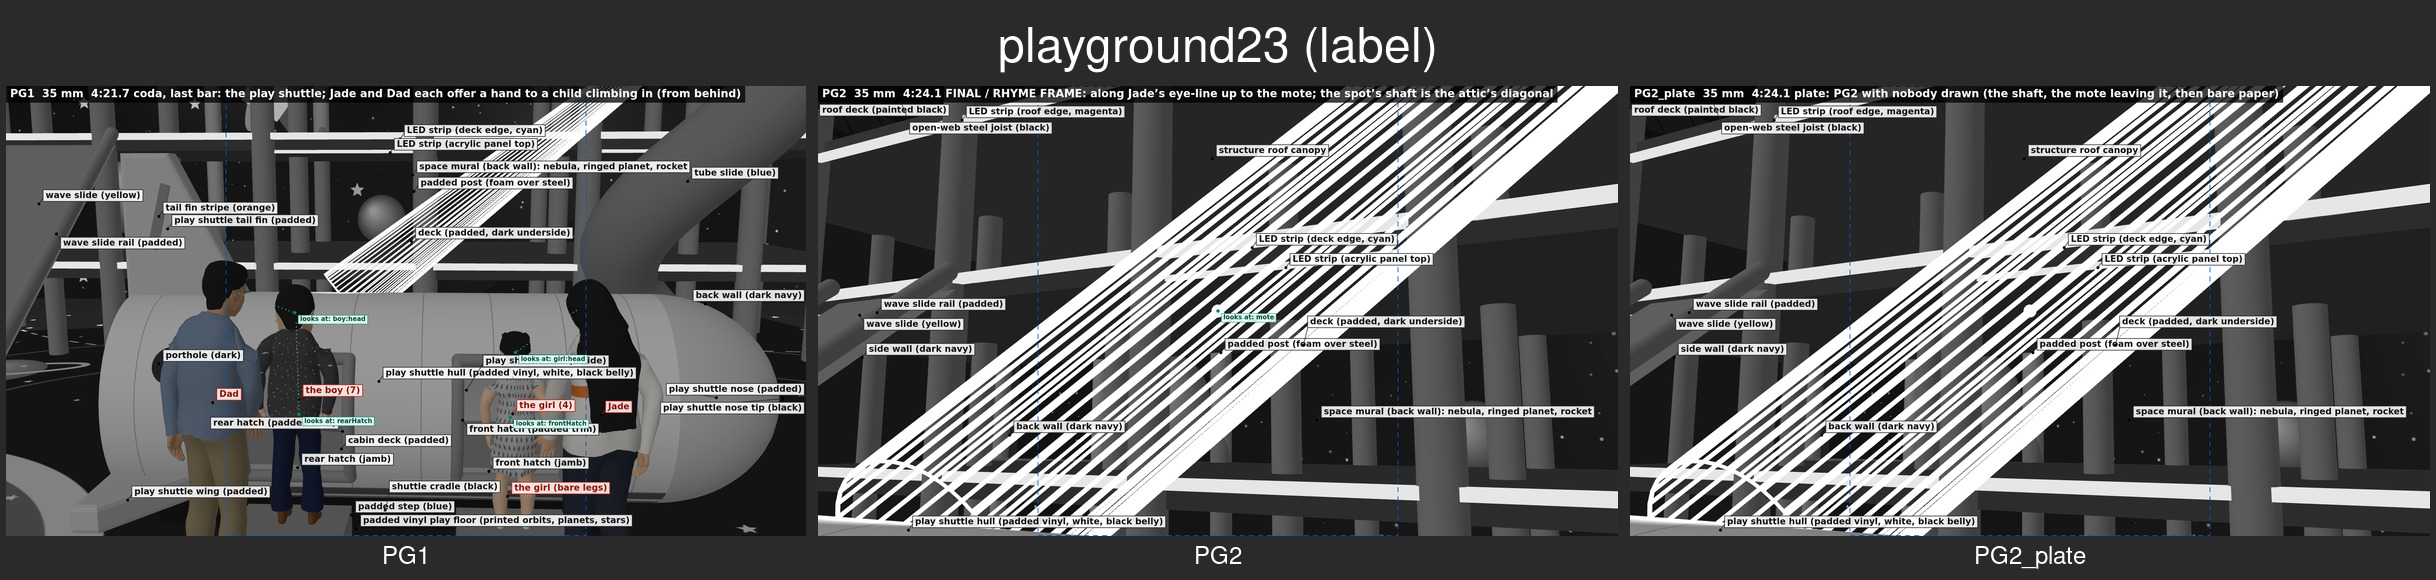 playground23 (label)
PG1 35 mm 4:21.7 coda, last bar: the play shuttle; Jade and Dad each offer a hand to a child climbing in (from behind)
LED strip (deck edge, cyan)
LED strip (acrylic panel top)
space mural (back wall): nebula, ringed planet, rocket
tube slide (blue)
padded post (foam over steel)
wave slide (yellow)
tail fin stripe (orange)
play shuttle tail fin (padded)
deck (padded, dark underside)
wave slide rail (padded)
back wall (dark navy)
looks at: boy:head
porthole (dark)
play sh
ide)
looks at: girl:head
play shuttle hull (padded vinyl, white, black belly)
play shuttle nose (padded)
Dad
the boy (7)
the girl (4)
Jade
play shuttle nose tip (black)
rear hatch (padde
looks at: rearHatch
looks at: frontHatch
front hatch (padded trim)
cabin deck (padded)
rear hatch (jamb)
front hatch (jamb)
play shuttle wing (padded)
shuttle cradle (black)
the girl (bare legs)
padded step (blue)
padded vinyl play floor (printed orbits, planets, stars)
PG1
PG2 35 mm 4:24.1 FINAL / RHYME FRAME: along Jade's eye-line up to the mote; the spot's shaft is the attic's diagonal
roof deck (painted black)
LED strip (roof edge, magenta)
open-web steel joist (black)
structure roof canopy
LED strip (deck edge, cyan)
LED strip (acrylic panel top)
wave slide rail (padded)
looks at: mote
wave slide (yellow)
deck (padded, dark underside)
padded post (foam over steel)
side wall (dark navy)
space mural (back wall): nebula, ringed planet, rocket
back wall (dark navy)
play shuttle hull (padded vinyl, white, black belly)
PG2
PG2_plate 35 mm 4:24.1 plate: PG2 with nobody drawn (the shaft, the mote leaving it, then bare paper)
roof deck (painted black)
LED strip (roof edge, magenta)
open-web steel joist (black)
structure roof canopy
LED strip (deck edge, cyan)
LED strip (acrylic panel top)
wave slide rail (padded)
wave slide (yellow)
deck (padded, dark underside)
padded post (foam over steel)
side wall (dark navy)
space mural (back wall): nebula, ringed planet, rocket
back wall (dark navy)
play shuttle hull (padded vinyl, white, black belly)
PG2_plate